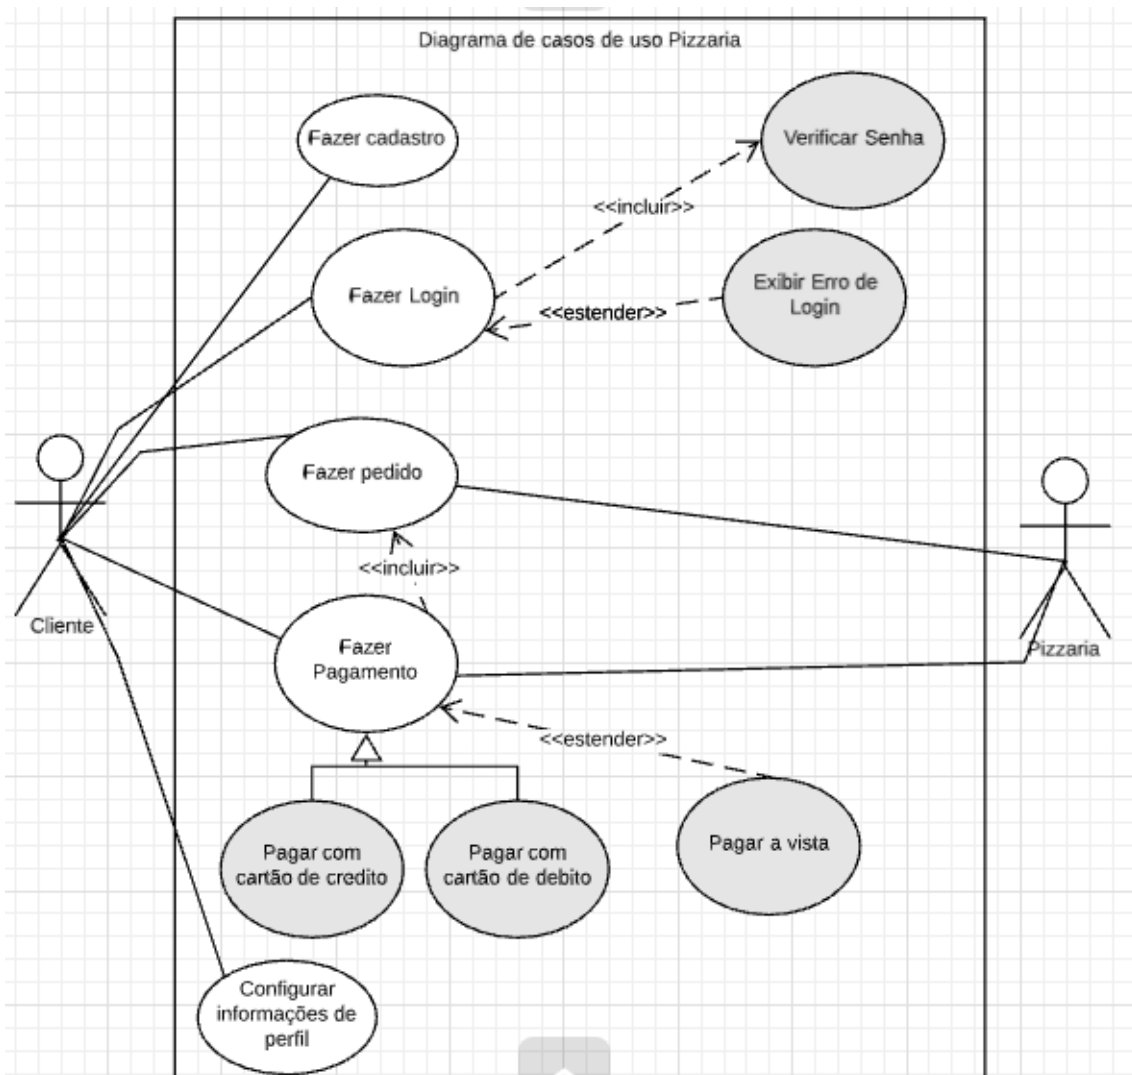 Diagrama de casos de uso Pizzaria
Fazer cadastro
Verificar Senha
<<incluir>>
Fazer Login
Exibir Erro de
Login
<<estender>>
Fazer pedido
<<incluir>>
Cliente
Fazer
Pagamento
Pizzaria
<<estender>>
Pagar com
cartão de credito
Pagar com
cartão de debito
Pagar a vista
Configurar
informações de
perfil